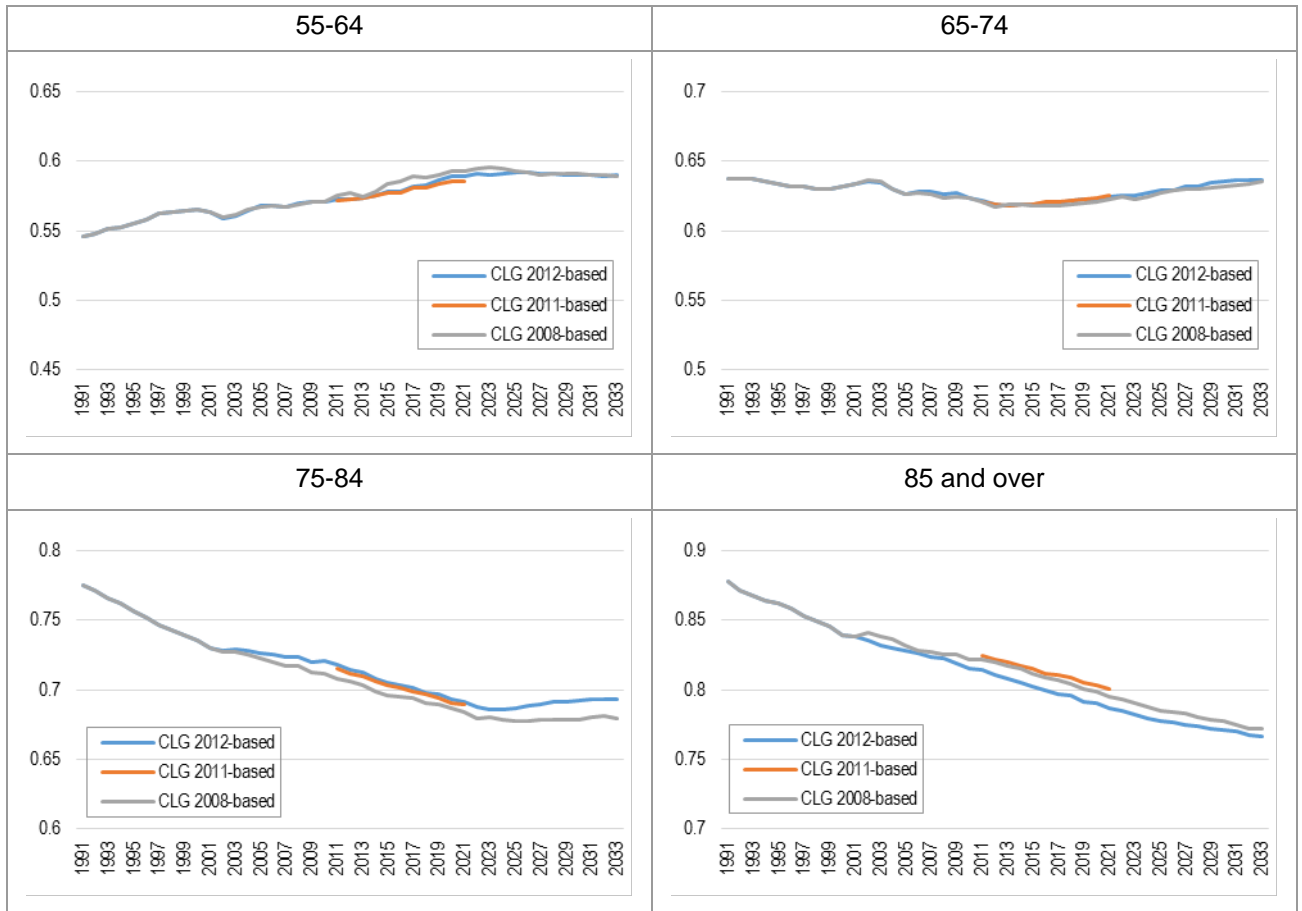 55-64
0.65
0.6
0.55
0.5
0.45
CLG 2012-based
CLG 2011-based
CLG 2008-based
1991 1993 1995 1997 1999 2001 2003 2005 2007 2009 2011 2013 2015 2017 2019 2021 2023 2025 2027 2029 2031 2033
65-74
0.7
0.65
0.6
0.55
0.5
CLG 2012-based
CLG 2011-based
CLG 2008-based
1991 1993 1995 1997 1999 2001 2003 2005 2007 2009 2011 2013 2015 2017 2019 2021 2023 2025 2027 2029 2031 2033
75-84
0.8
0.75
0.7
0.65
0.6
CLG 2012-based
CLG 2011-based
CLG 2008-based
1991 1993 1995 1997 1999 2001 2003 2005 2007 2009 2011 2013 2015 2017 2019 2021 2023 2025 2027 2029 2031 2033
85 and over
0.9
0.85
0.8
0.75
0.7
CLG 2012-based
CLG 2011-based
CLG 2008-based
1991 1993 1995 1997 1999 2001 2003 2005 2007 2009 2011 2013 2015 2017 2019 2021 2023 2025 2027 2029 2031 2033